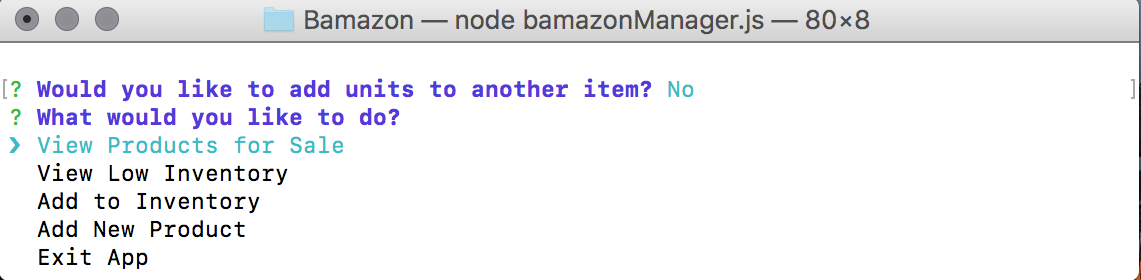 Bamazon — node bamazonManager.js — 80×8
[? Would you like to add units to another item? No ]
? What would you like to do?
❯ View Products for Sale
View Low Inventory
Add to Inventory
Add New Product
Exit App